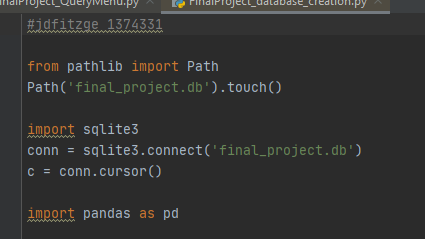 inalProject_QueryMenu.py × FinalProject_database_creation.py
#jdfitzge 1374331
from pathlib import Path
Path('final_project.db').touch()
import sqlite3
conn = sqlite3.connect('final_project.db')
c = conn.cursor()
import pandas as pd